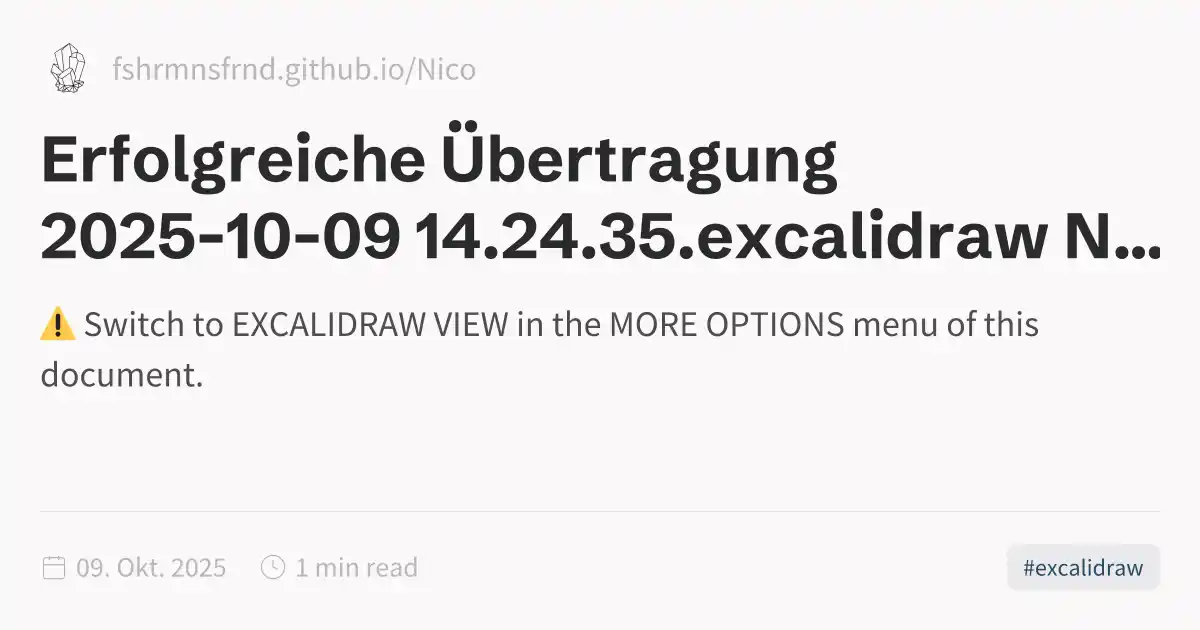 fshrmnsfrnd.github.io/Nico
Erfolgreiche Übertragung
2025-10-09 14.24.35.excalidraw N...
⚠️ Switch to EXCALIDRAW VIEW in the MORE OPTIONS menu of this
document.
09. Okt. 2025
1 min read
#excalidraw